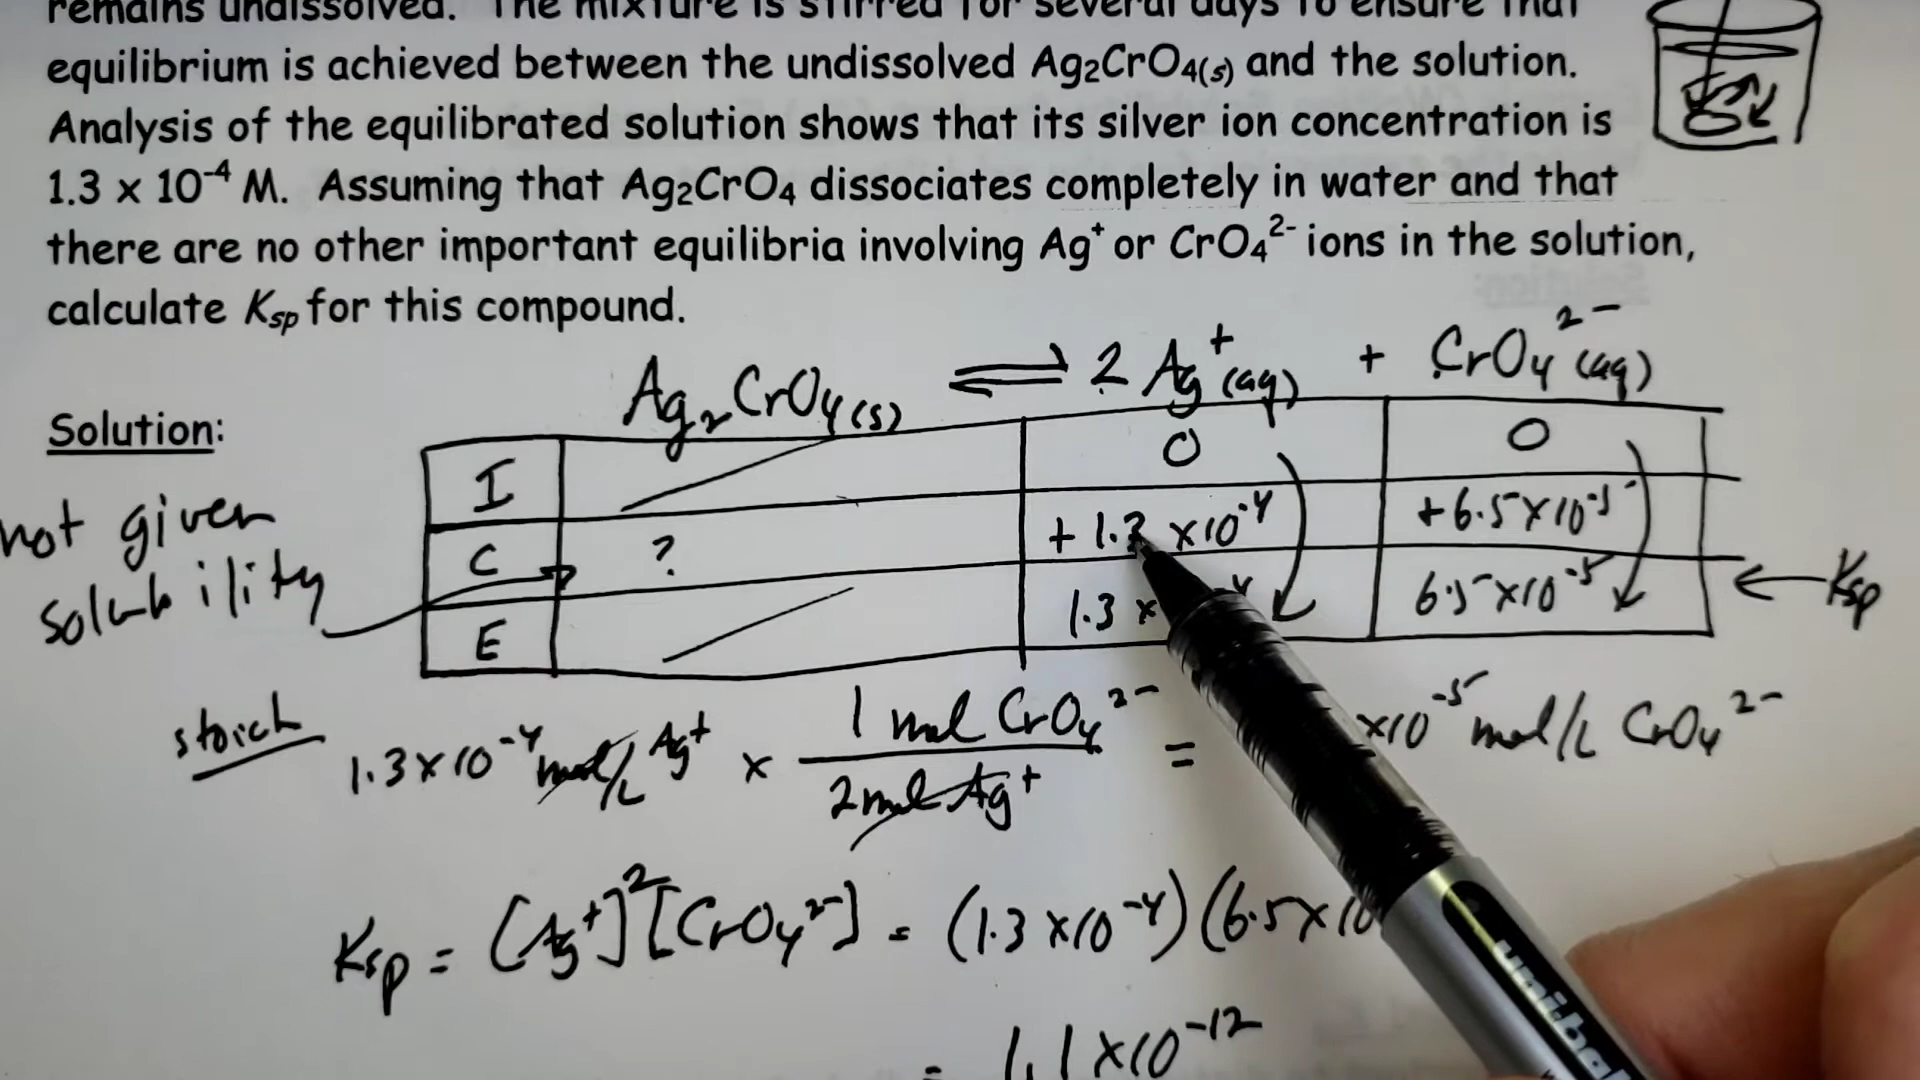 remains undissolved. The mixture is stirred for several days to ensure that
equilibrium is achieved between the undissolved Ag₂CrO₄(s) and the solution.
Analysis of the equilibrated solution shows that its silver ion concentration is
1.3 x 10⁻⁴ M. Assuming that Ag₂CrO₄ dissociates completely in water and that
there are no other important equilibria involving Ag⁺ or CrO₄²⁻ ions in the solution,
calculate Ksp for this compound.
Ag₂CrO₄(s) ⇌ 2 Ag⁺(aq) + CrO₄²⁻(aq)
Solution:
not given
solubility
I 0 0
C ? + 1.3 x10⁻⁴ +6.5x10⁻⁵
E 1.3 x 6.5x10⁻⁵ ← Ksp
stoich
1.3x10⁻⁴ mol/L Ag⁺ x 1 mol CrO₄²⁻ = x10⁻⁵ mol/L CrO₄²⁻
2 mol Ag⁺
Ksp = [Ag⁺]²[CrO₄²⁻] = (1.3 x10⁻⁴)(6.5x10
= 1.1 x10⁻¹²
uni-bal